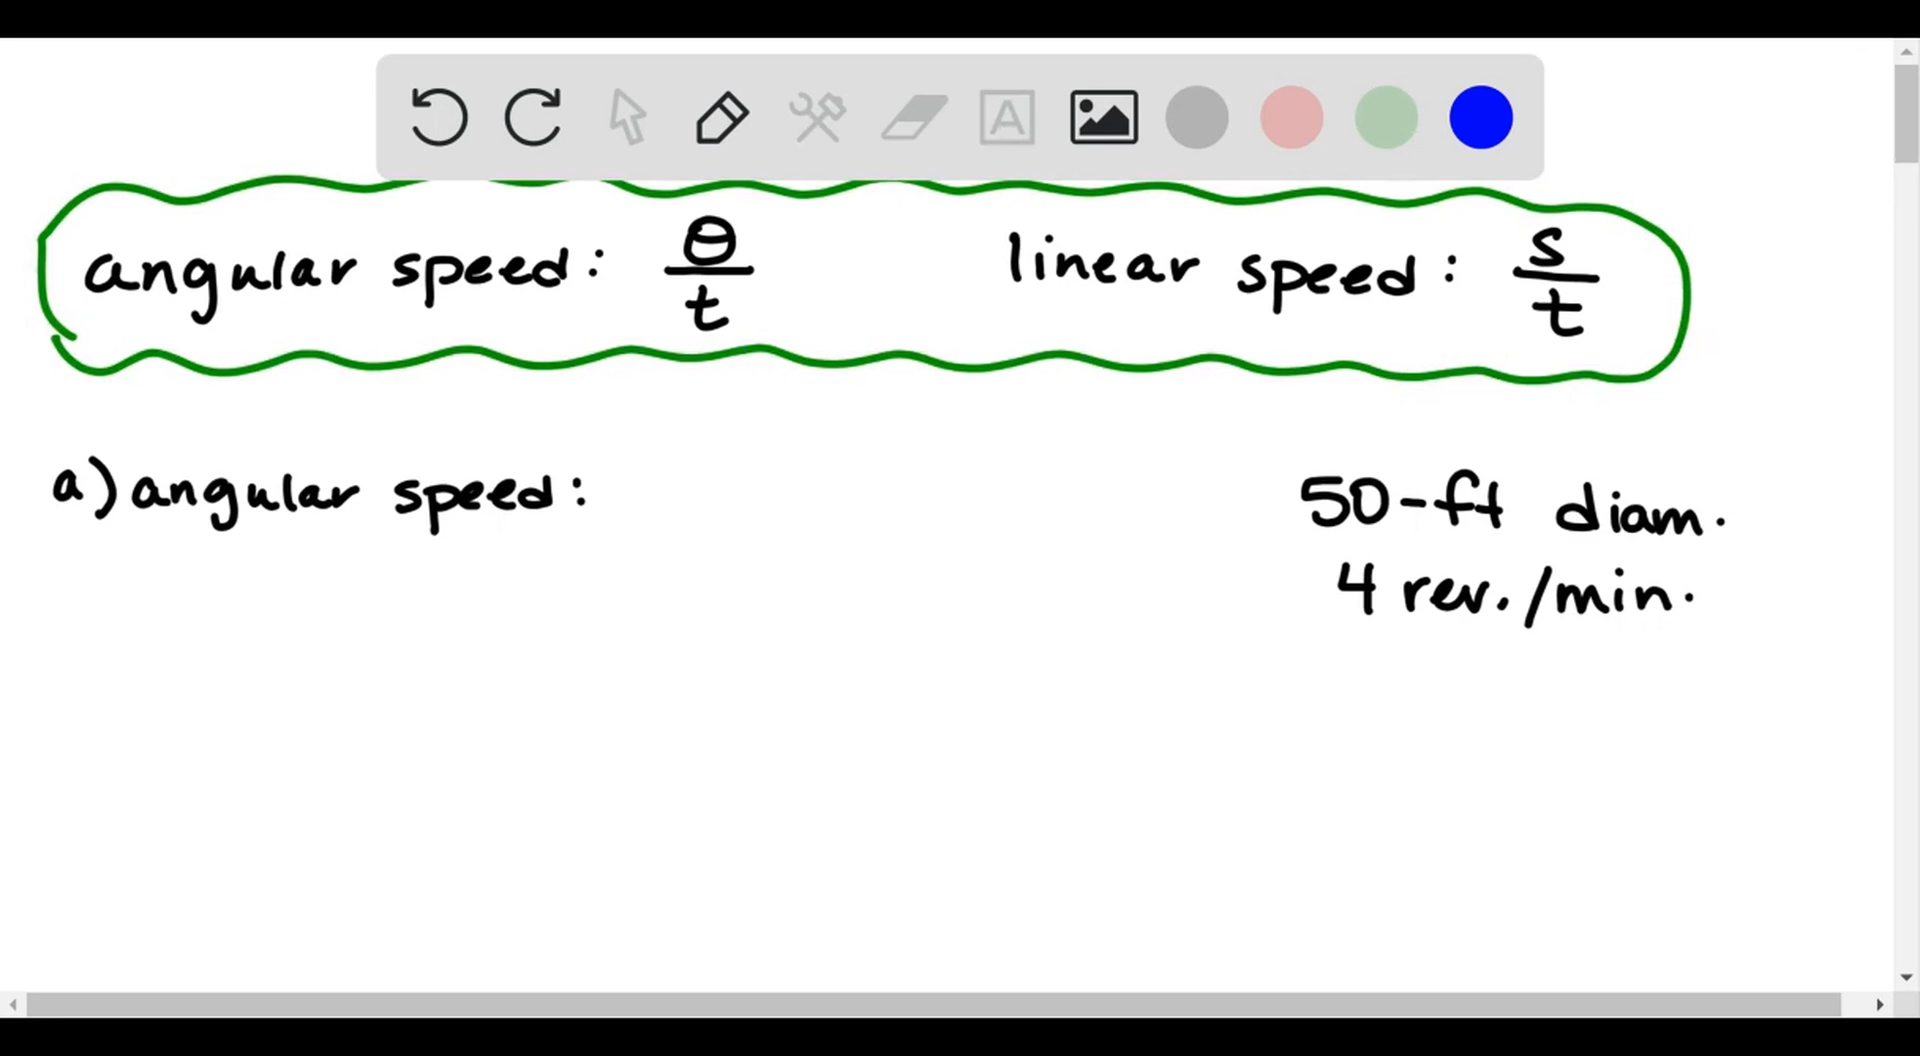 A
angular speed: θ/t linear speed: s/t
a) angular speed: 50-ft diam.
4 rev./min.